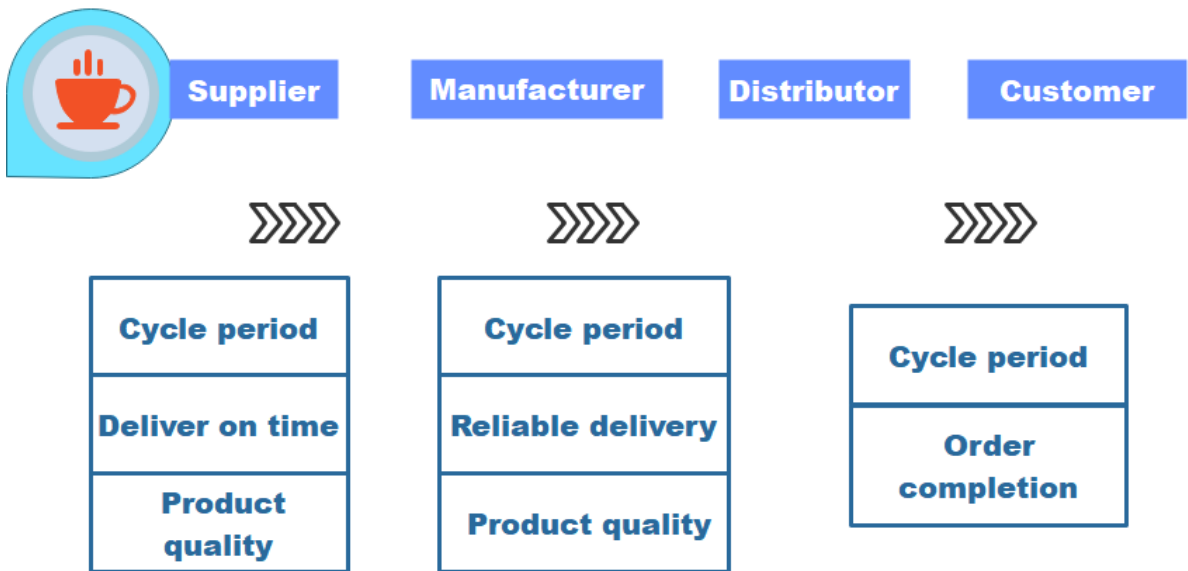 Supplier
Manufacturer
Distributor
Customer
Cycle period
Deliver on time
Product
quality
Cycle period
Reliable delivery
Product quality
Cycle period
Order
completion